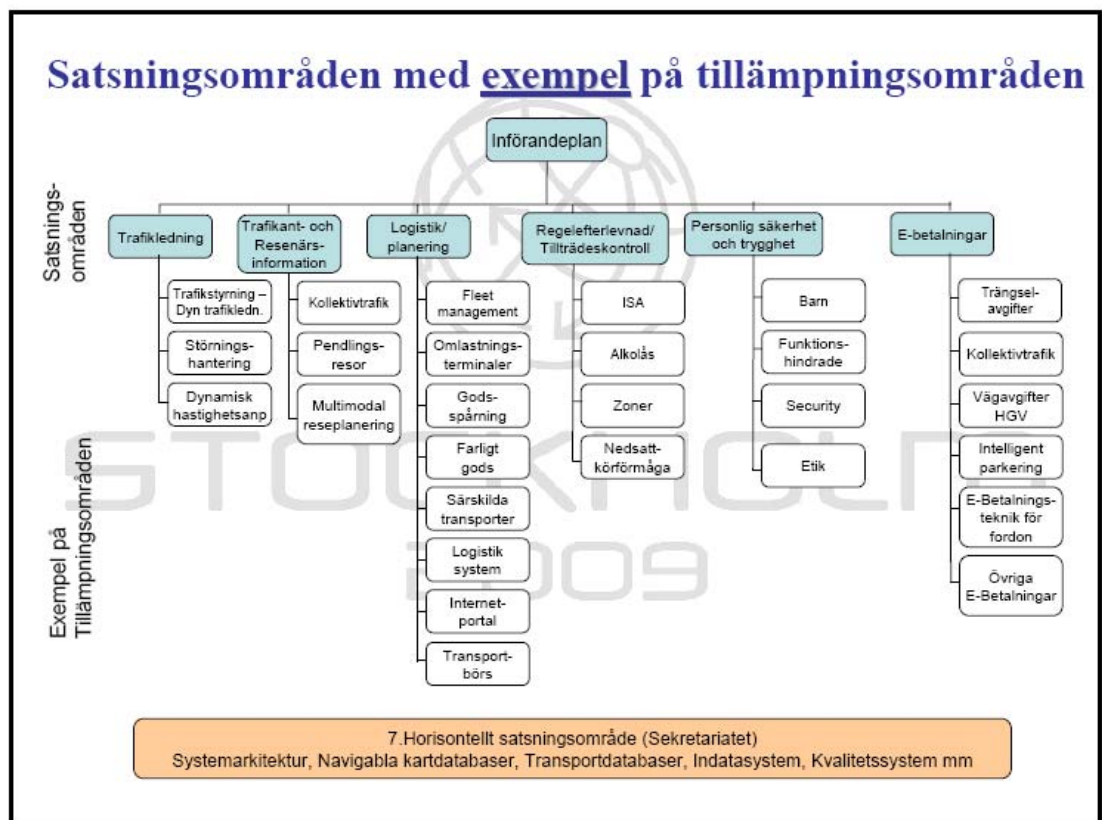 Satsningsområden med exempel på tillämpningsområden
Införandeplan
Satsnings-
områden
Trafikledning
Trafikant- och
Resenärs-
information
Logistik/
planering
Regelefterlevnad/
Tillträdeskontroll
Personlig säkerhet
och trygghet
E-betalningar
Exempel på
Tillämpningsområden
Trafikstyrning –
Dyn trafikledn.
Störnings-
hantering
Dynamisk
hastighetsanp
Kollektivtrafik
Pendlings-
resor
Multimodal
reseplanering
Fleet
management
Omlastnings-
terminaler
Gods-
spårning
Farligt
gods
Särskilda
transporter
Logistik
system
Internet-
portal
Transport-
börs
ISA
Alkolås
Zoner
Nedsatt-
körförmåga
Barn
Funktions-
hindrade
Security
Etik
Trängsel-
avgifter
Kollektivtrafik
Vägavgifter
HGV
Intelligent
parkering
E-Betalnings-
teknik för
fordon
Övriga
E-Betalningar
STOCKHOLM
2009
7.Horisontellt satsningsområde (Sekretariatet)
Systemarkitektur, Navigabla kartdatabaser, Transportdatabaser, Indatasystem, Kvalitetssystem mm